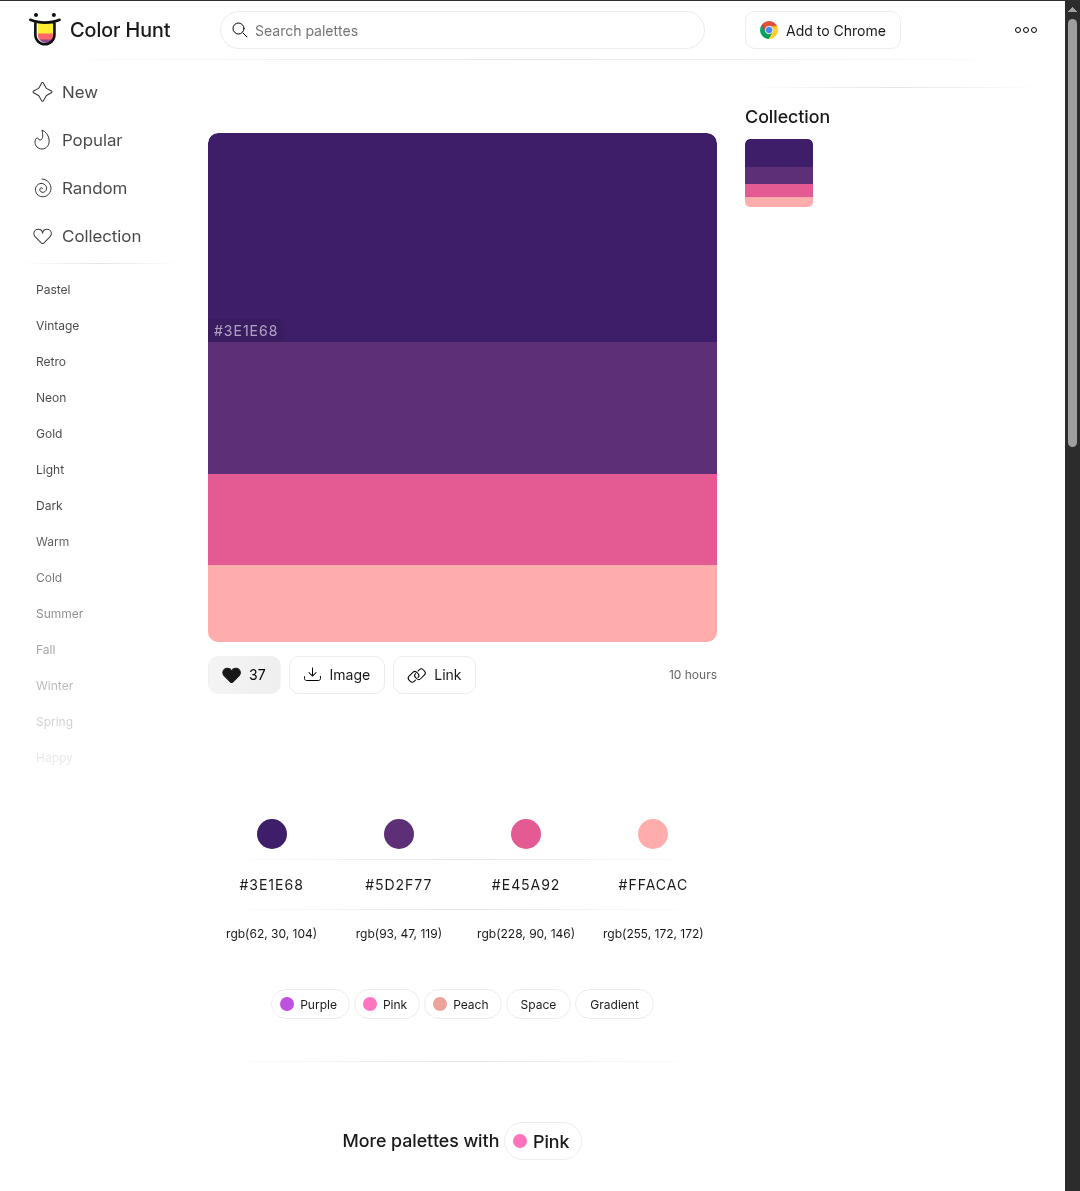 Color Hunt
Search palettes
Add to Chrome
New
Popular
Random
Collection
Pastel
Vintage
Retro
Neon
Gold
Light
Dark
Warm
Cold
Summer
Fall
Winter
Spring
Happy
#3E1E68
37
Image
Link
10 hours
#3E1E68 #5D2F77 #E45A92 #FFACAC
rgb(62, 30, 104) rgb(93, 47, 119) rgb(228, 90, 146) rgb(255, 172, 172)
Purple Pink Peach Space Gradient
More palettes with Pink
Collection